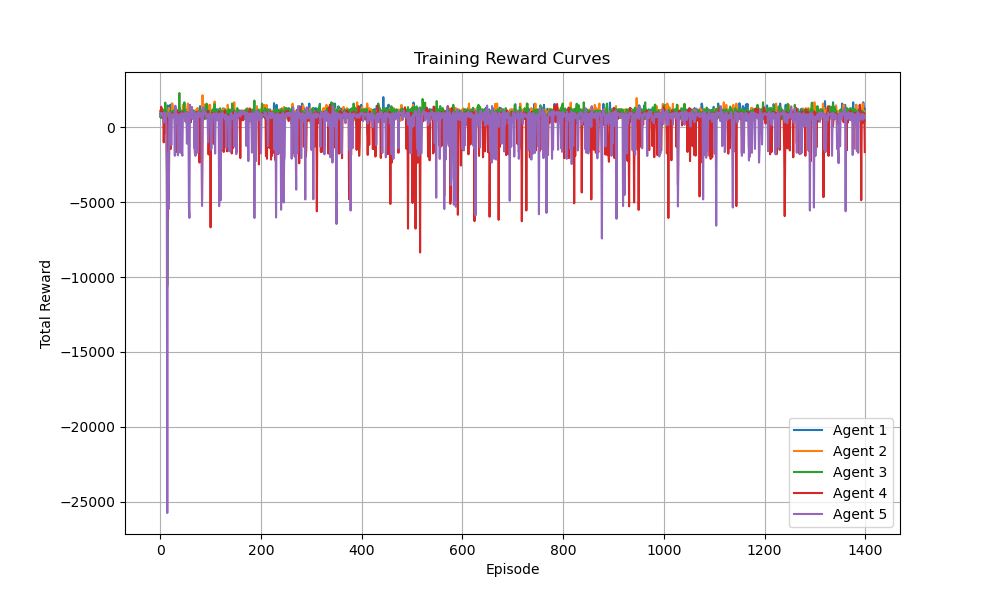 Training Reward Curves
Total Reward
0
−5000
−10000
−15000
−20000
−25000
0 200 400 600 800 1000 1200 1400
Episode
Agent 1
Agent 2
Agent 3
Agent 4
Agent 5